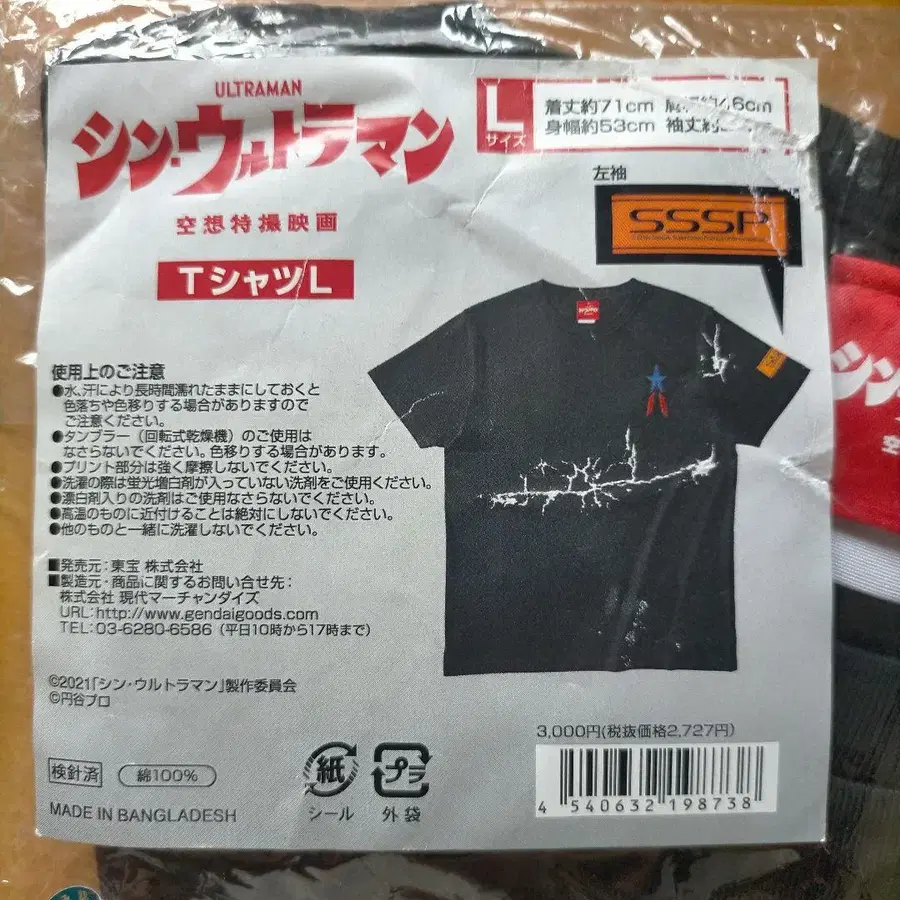 ULTRAMAN
シン・ウルトラマン
空想特撮映画
TシャツL
L
サイズ
着丈約71cm 肩幅約46cm
身幅約53cm 袖丈約
左袖
SSSP
使用上のご注意
●水、汗により長時間濡れたままにしておくと
色落ちや色移りする場合がありますので
ご注意ください。
●タンブラー（回転式乾燥機）のご使用は
なさらないでください。色移りする場合があります。
●プリント部分は強く摩擦しないでください。
●洗濯の際は蛍光増白剤が入っていない洗剤をご使用ください。
●漂白剤入りの洗剤はご使用なさらないでください。
●高温のものに近付けることは絶対にしないでください。
●他のものと一緒に洗濯しないでください。
■発売元：東宝 株式会社
■製造元・商品に関するお問い合せ先：
株式会社 現代マーチャンダイズ
URL:http://www.gendaigoods.com
TEL:03-6280-6586（平日10時から17時まで）
©2021「シン・ウルトラマン」製作委員会
©円谷プロ
検針済
綿100%
MADE IN BANGLADESH
紙
シール
プラ
外袋
3,000円(税抜価格2,727円)
4 540632 198738
シン・
空